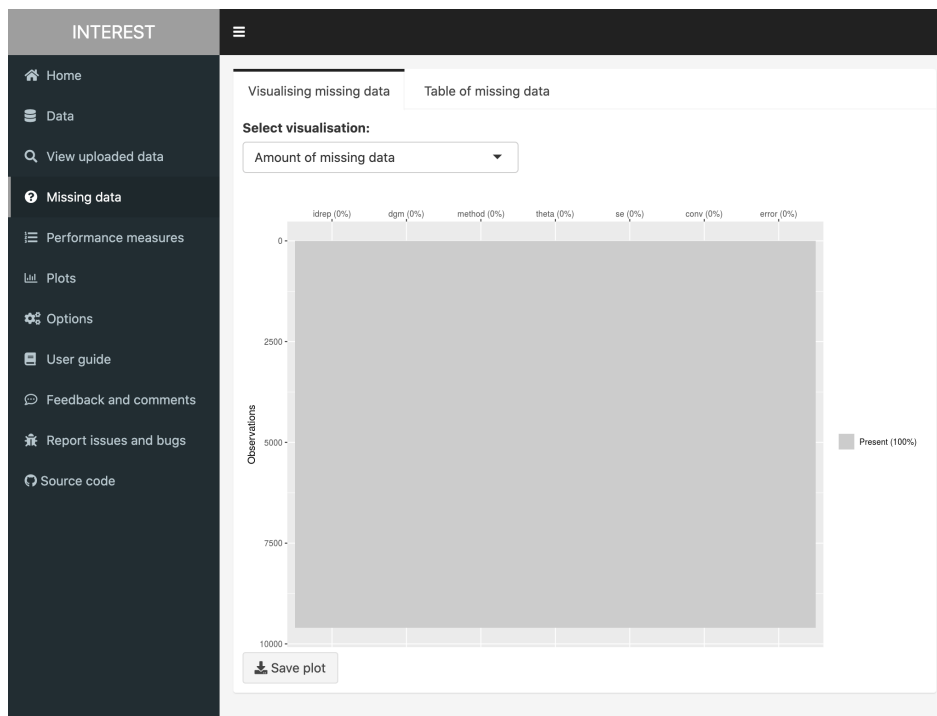 INTEREST
Home
Data
View uploaded data
Missing data
Performance measures
Plots
Options
User guide
Feedback and comments
Report issues and bugs
Source code
Visualising missing data
Table of missing data
Select visualisation:
Amount of missing data
idrep (0%) dgm (0%) method (0%) theta (0%) se (0%) conv (0%) error (0%)
0
2500
5000
7500
10000
Observations
Present (100%)
Save plot